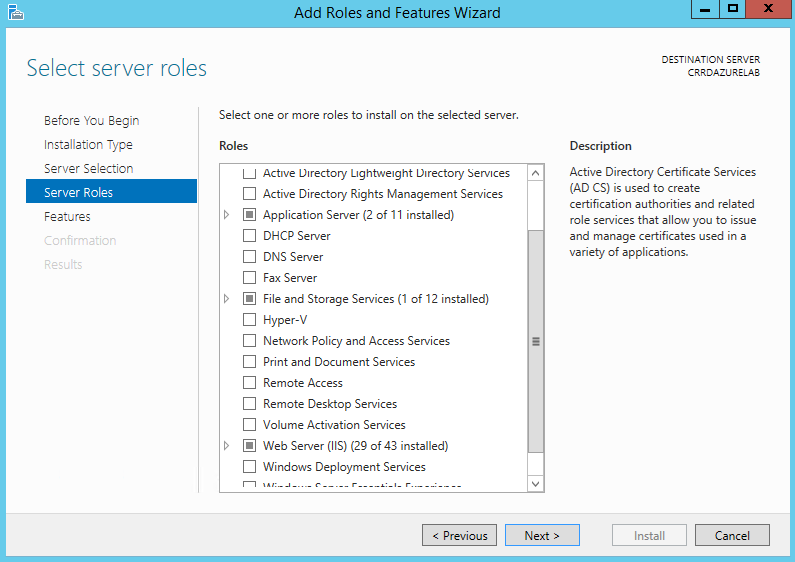 Add Roles and Features Wizard
Select server roles
DESTINATION SERVER
CRRDAZURELAB
Before You Begin
Installation Type
Server Selection
Server Roles
Features
Confirmation
Results
Select one or more roles to install on the selected server.
Roles
Active Directory Lightweight Directory Services
Active Directory Rights Management Services
Application Server (2 of 11 installed)
DHCP Server
DNS Server
Fax Server
File and Storage Services (1 of 12 installed)
Hyper-V
Network Policy and Access Services
Print and Document Services
Remote Access
Remote Desktop Services
Volume Activation Services
Web Server (IIS) (29 of 43 installed)
Windows Deployment Services
Windows Server Essentials Experience
Description
Active Directory Certificate Services
(AD CS) is used to create
certification authorities and related
role services that allow you to issue
and manage certificates used in a
variety of applications.
< Previous
Next >
Install
Cancel